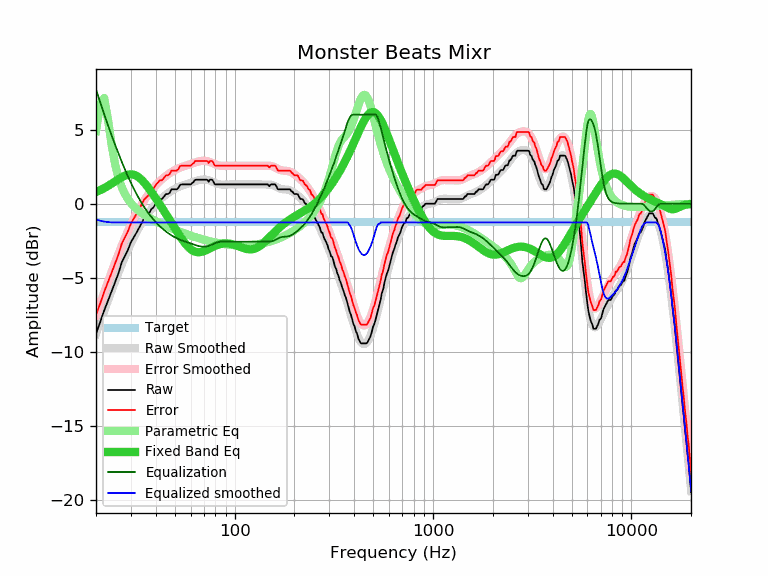 Monster Beats Mixr
5
0
−5
−10
−15
−20
Amplitude (dBr)
Target
Raw Smoothed
Error Smoothed
Raw
Error
Parametric Eq
Fixed Band Eq
Equalization
Equalized smoothed
100
1000
10000
Frequency (Hz)